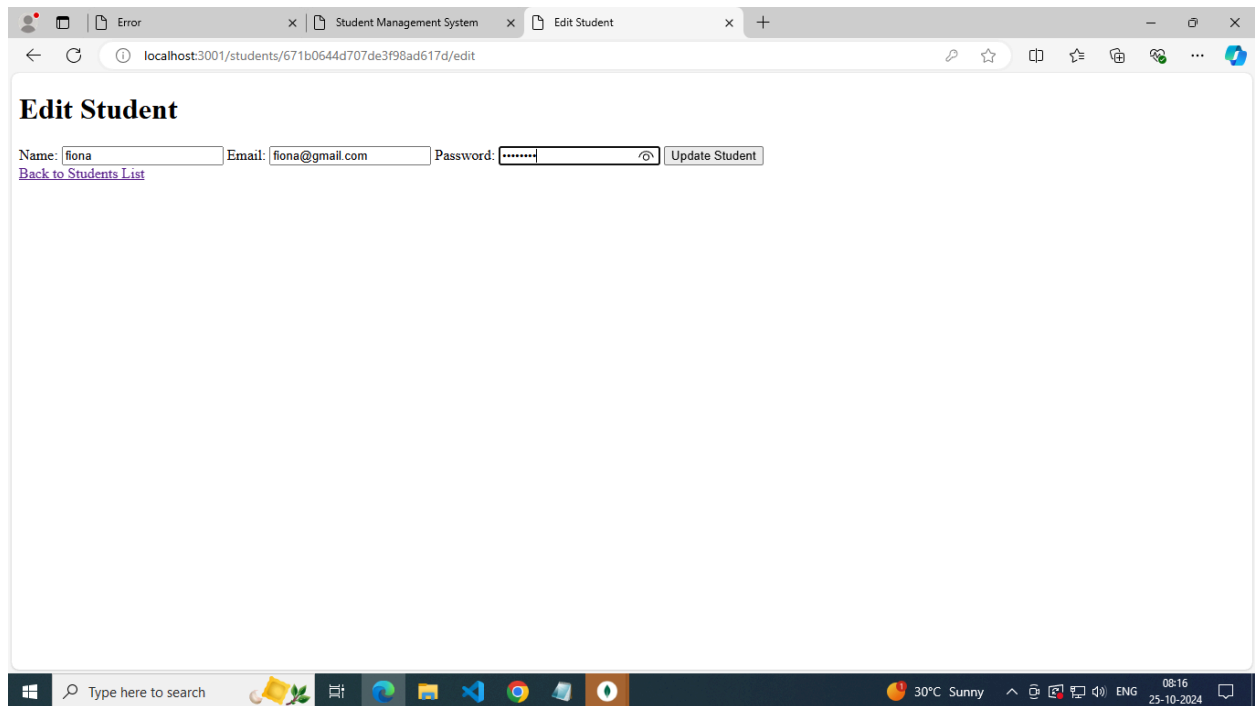 Error
Student Management System
Edit Student
localhost:3001/students/671b0644d707de3f98ad617d/edit
Edit Student
Name: fiona Email: fiona@gmail.com Password: •••••••• Update Student
Back to Students List
Type here to search
1
30°C Sunny
ENG
08:16
25-10-2024